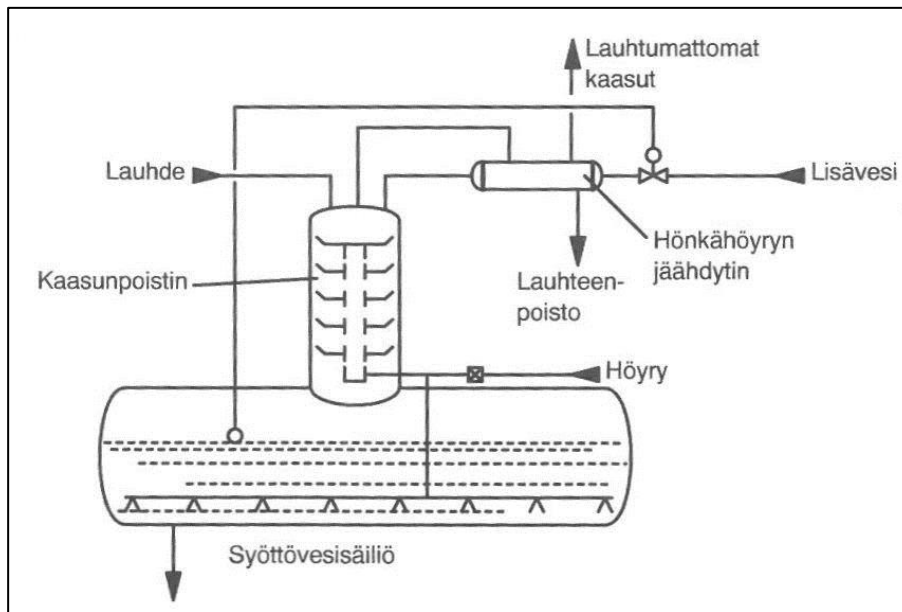 Lauhtumattomat
kaasut
Lauhde
Lisävesi
Hönkähöyryn
jäähdytin
Kaasunpoistin
Lauhteen-
poisto
Höyry
Syöttövesisäiliö